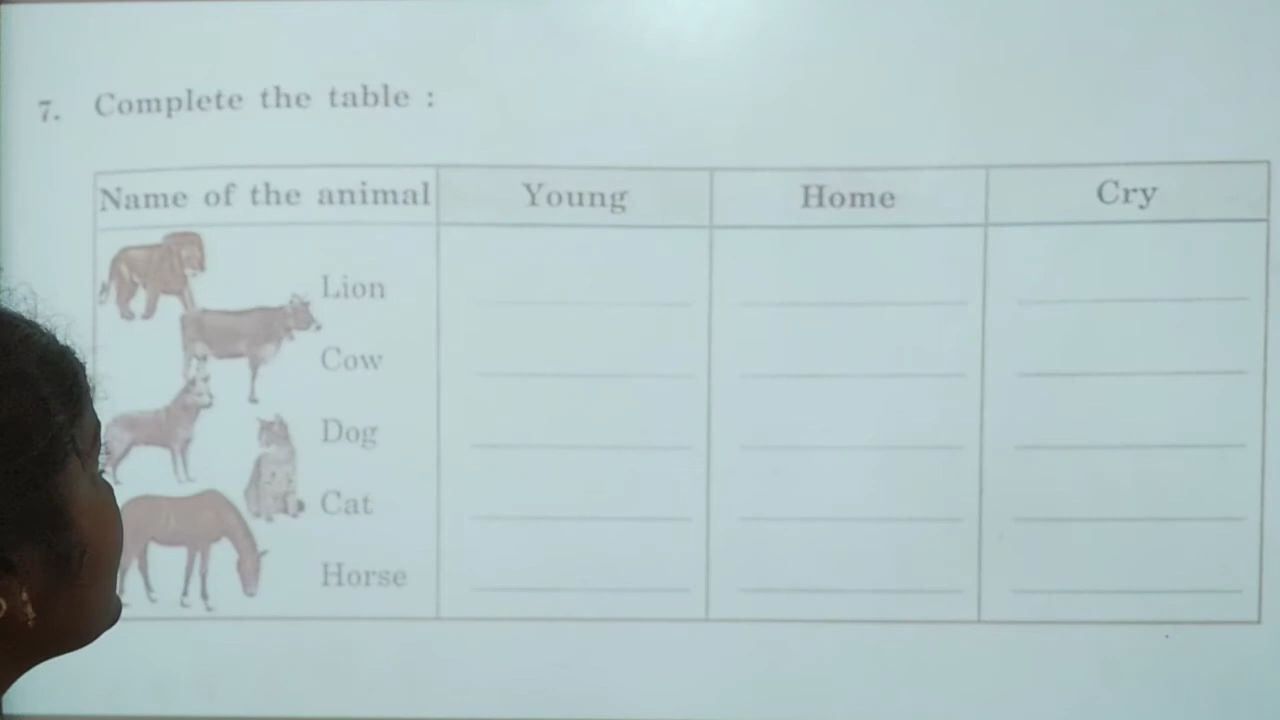 7. Complete the table :
Name of the animal Young Home Cry
Lion
Cow
Dog
Cat
Horse